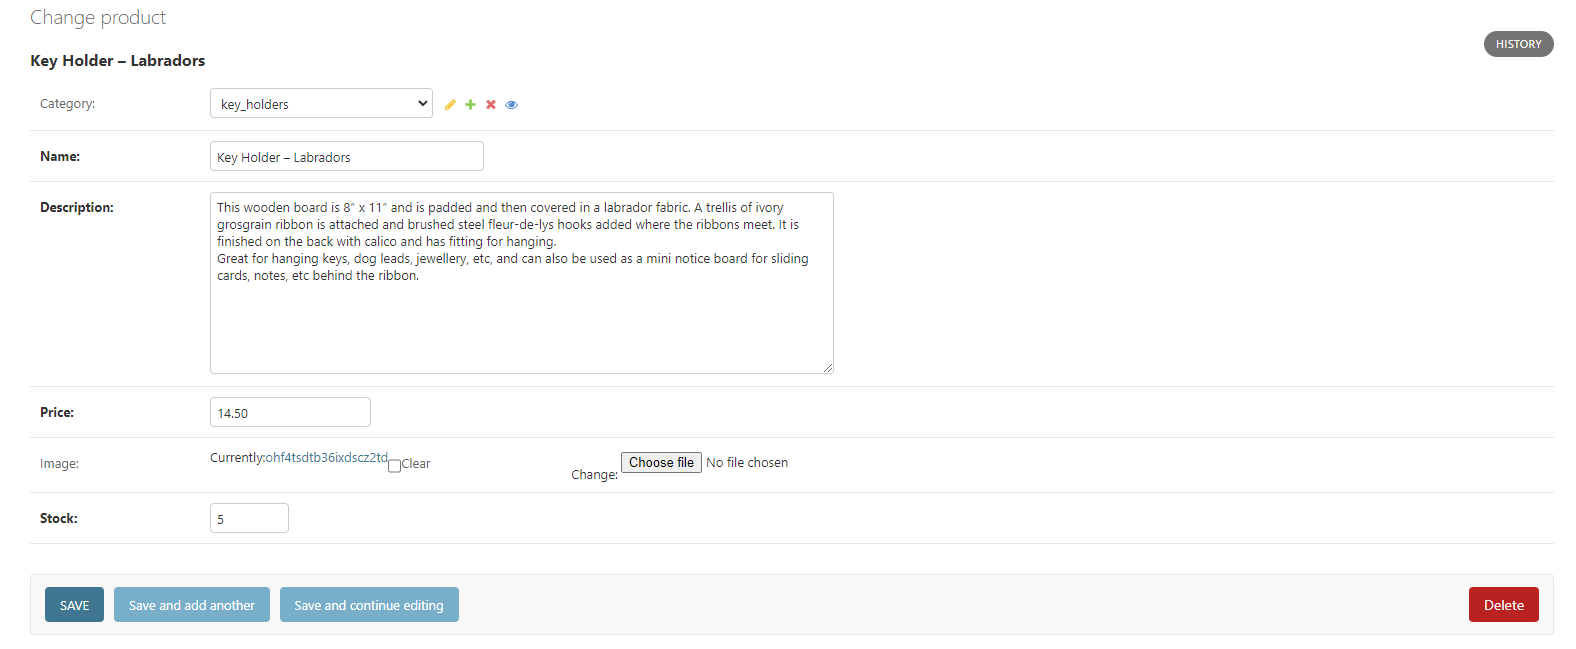 Change product
HISTORY
Key Holder – Labradors
Category:
key_holders
Name:
Key Holder – Labradors
Description:
This wooden board is 8″ x 11″ and is padded and then covered in a labrador fabric. A trellis of ivory
grosgrain ribbon is attached and brushed steel fleur-de-lys hooks added where the ribbons meet. It is
finished on the back with calico and has fitting for hanging.
Great for hanging keys, dog leads, jewellery, etc, and can also be used as a mini notice board for sliding
cards, notes, etc behind the ribbon.
Price:
14.50
Image:
Currently:ohf4tsdtb36ixdscz2td Clear
Change: Choose file No file chosen
Stock:
5
SAVE
Save and add another
Save and continue editing
Delete